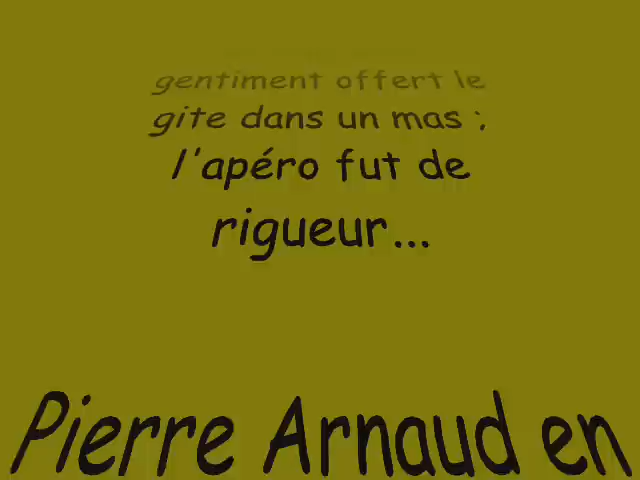 gentiment offert le
gite dans un mas ;
l'apéro fut de
rigueur...
Pierre Arnaud en